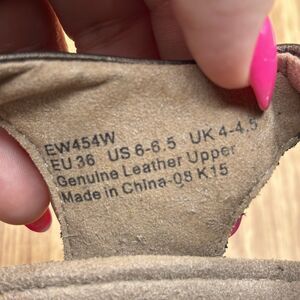 EW454W
EU 36 US 6-6.5 UK 4-4.5
Genuine Leather Upper
Made in China-08 K15